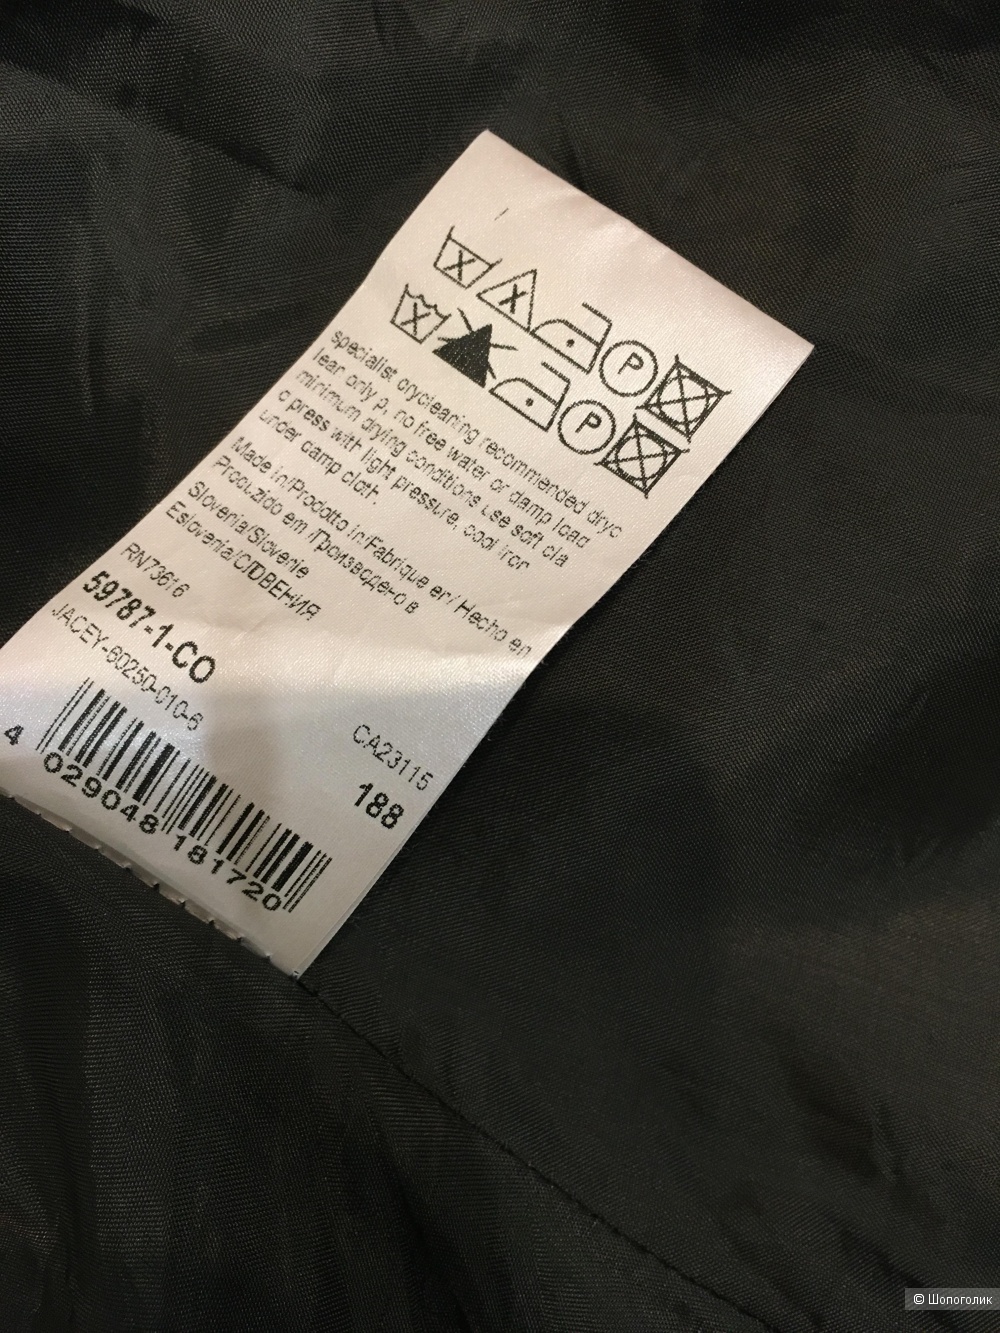 specialist drycleaning recommended dryc
lean only P, no free water or damp load
minimum drying conditions use soft cla
c press with light pressure, cool iron
under damp cloth.
Made in/Prodotto in/Fabrique en/ Hecho en
Produzido em /Произведено в
Slovenia/Slovenie
Eslovenia/СЛОВЕНИЯ
RN73616
59787-1-CO
JACEY-60250-010-6
CA23115
188
4 029048 181720
© Шопоголик